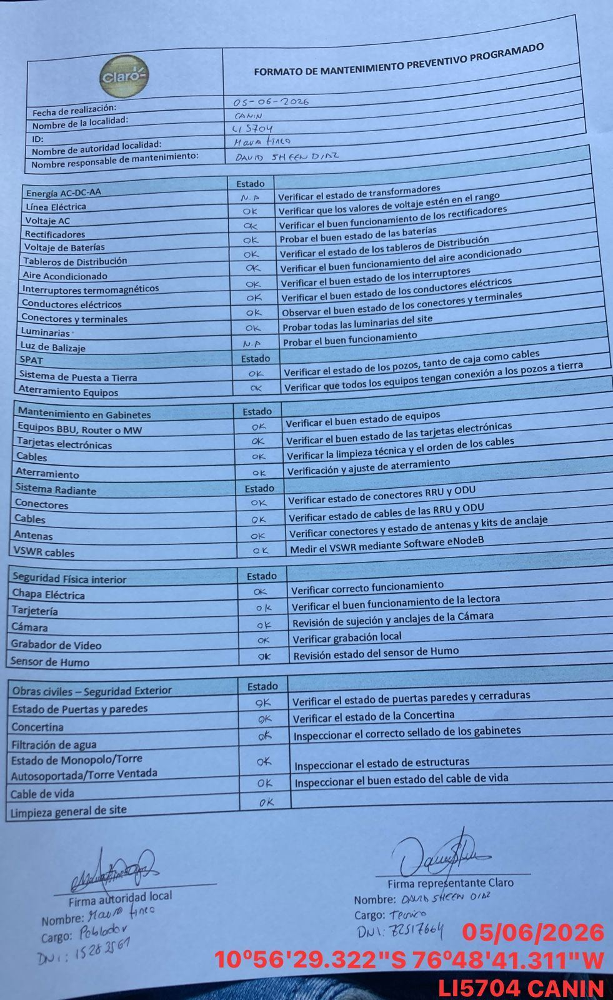 Claro
FORMATO DE MANTENIMIENTO PREVENTIVO PROGRAMADO
Fecha de realización: 05-06-2026
Nombre de la localidad: CANIN
ID: LI5704
Nombre de autoridad localidad: Maura tinco
Nombre responsable de mantenimiento: DAVID SHEEN DIAZ
Energía AC-DC-AA Estado
Línea Eléctrica N.A Verificar el estado de transformadores
Voltaje AC OK Verificar que los valores de voltaje estén en el rango
Rectificadores OK Verificar el buen funcionamiento de los rectificadores
Voltaje de Baterías OK Probar el buen estado de las baterías
Tableros de Distribución OK Verificar el estado de los tableros de Distribución
Aire Acondicionado OK Verificar el buen funcionamiento del aire acondicionado
Interruptores termomagnéticos OK Verificar el buen estado de los interruptores
Conductores eléctricos OK Verificar el buen estado de los conductores eléctricos
Conectores y terminales OK Observar el buen estado de los conectores y terminales
Luminarias OK Probar todas las luminarias del site
Luz de Balizaje N.A Probar el buen funcionamiento
SPAT Estado
Sistema de Puesta a Tierra OK Verificar el estado de los pozos, tanto de caja como cables
Aterramiento Equipos OK Verificar que todos los equipos tengan conexión a los pozos a tierra
Mantenimiento en Gabinetes Estado
Equipos BBU, Router o MW OK Verificar el buen estado de equipos
Tarjetas electrónicas OK Verificar el buen estado de las tarjetas electrónicas
Cables OK Verificar la limpieza técnica y el orden de los cables
Aterramiento OK Verificación y ajuste de aterramiento
Sistema Radiante Estado
Conectores OK Verificar estado de conectores RRU y ODU
Cables OK Verificar estado de cables de las RRU y ODU
Antenas OK Verificar conectores y estado de antenas y kits de anclaje
VSWR cables OK Medir el VSWR mediante Software eNodeB
Seguridad Física interior Estado
Chapa Eléctrica OK Verificar correcto funcionamiento
Tarjetería OK Verificar el buen funcionamiento de la lectora
Cámara OK Revisión de sujeción y anclajes de la Cámara
Grabador de Video OK Verificar grabación local
Sensor de Humo OK Revisión estado del sensor de Humo
Obras civiles – Seguridad Exterior Estado
Estado de Puertas y paredes OK Verificar el estado de puertas paredes y cerraduras
Concertina OK Verificar el estado de la Concertina
Filtración de agua OK Inspeccionar el correcto sellado de los gabinetes
Estado de Monopolo/Torre
Autosoportada/Torre Ventada OK Inspeccionar el estado de estructuras
Cable de vida OK Inspeccionar el buen estado del cable de vida
Limpieza general de site OK
Firma autoridad local
Nombre: Maura tinco
Cargo: Poblador
DNI: 15283561
Firma representante Claro
Nombre: DAVID SHEEN DIAZ
Cargo: Tecnico
DNI: 72517664
05/06/2026
10°56'29.322"S 76°48'41.311"W
LI5704 CANIN